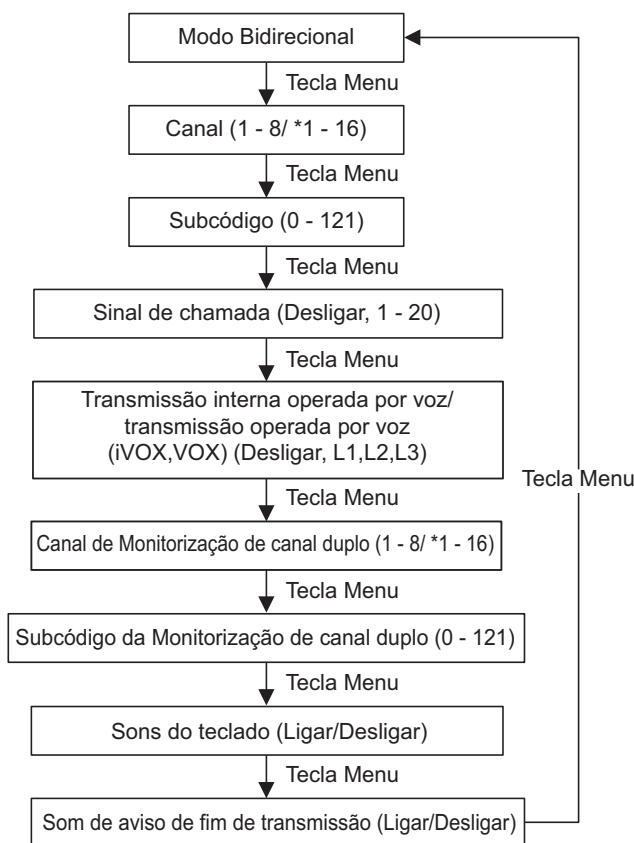 Modo Bidirecional
Tecla Menu
Canal (1 - 8/ *1 - 16)
Tecla Menu
Subcódigo (0 - 121)
Tecla Menu
Sinal de chamada (Desligar, 1 - 20)
Tecla Menu
Transmissão interna operada por voz/
transmissão operada por voz
(iVOX,VOX) (Desligar, L1,L2,L3)
Tecla Menu
Tecla Menu
Canal de Monitorização de canal duplo (1 - 8/ *1 - 16)
Tecla Menu
Subcódigo da Monitorização de canal duplo (0 - 121)
Tecla Menu
Sons do teclado (Ligar/Desligar)
Tecla Menu
Som de aviso de fim de transmissão (Ligar/Desligar)